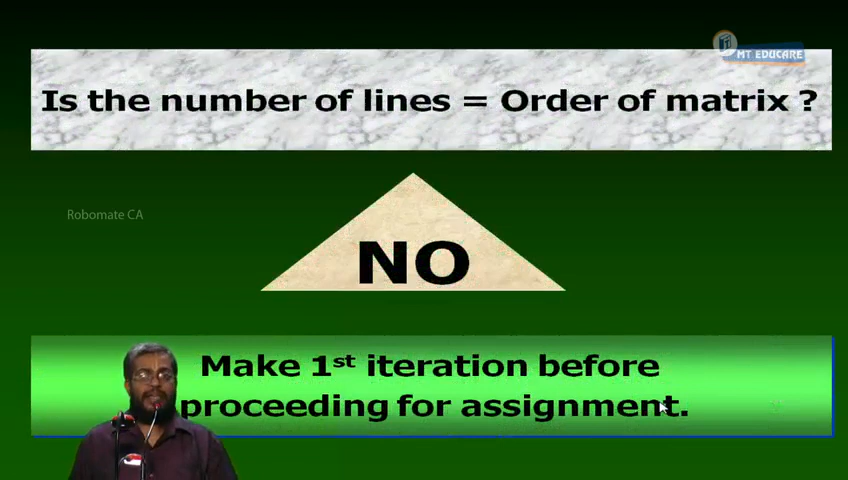 MT EDUCARE
Is the number of lines = Order of matrix ?
Robomate CA
NO
Make 1st iteration before
proceeding for assignment.